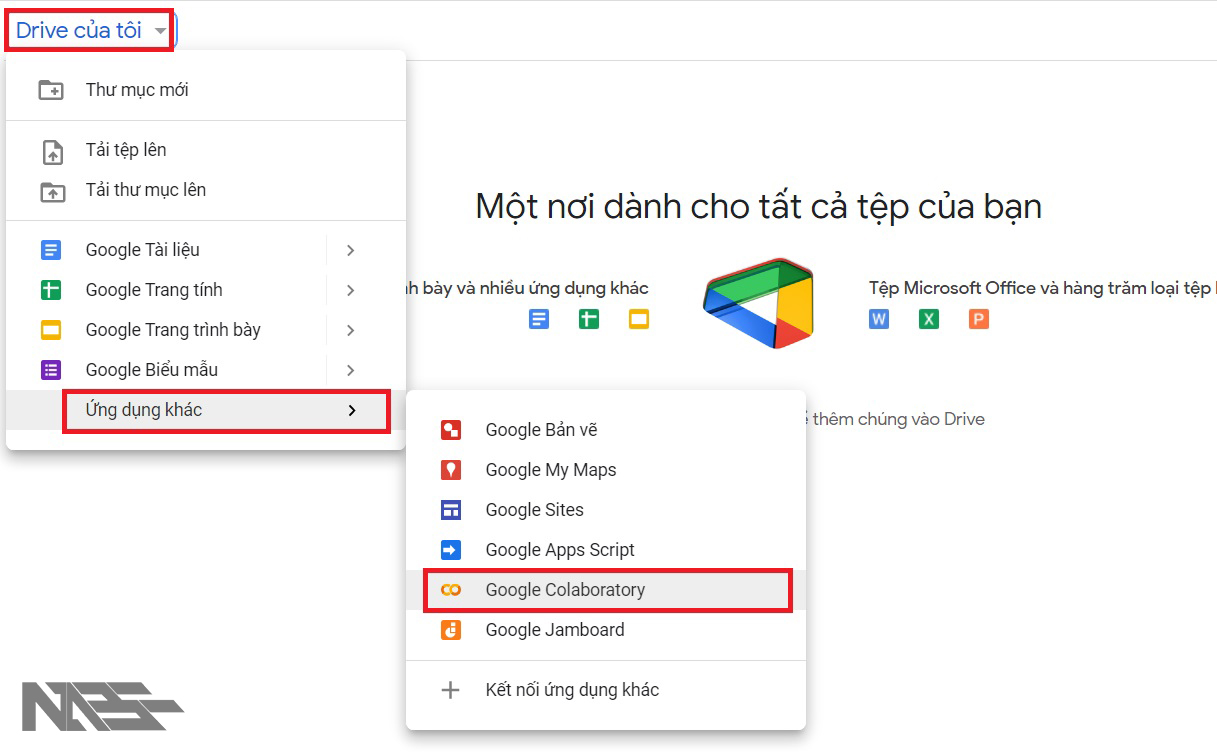 Drive của tôi
Thư mục mới
Tải tệp lên
Tải thư mục lên
Google Tài liệu
Google Trang tính
Google Trang trình bày
Google Biểu mẫu
Ứng dụng khác
Một nơi dành cho tất cả tệp của bạn
bày và nhiều ứng dụng khác
Tệp Microsoft Office và hàng trăm loại tệp
W X P
thêm chúng vào Drive
Google Bản vẽ
Google My Maps
Google Sites
Google Apps Script
Google Colaboratory
Google Jamboard
Kết nối ứng dụng khác